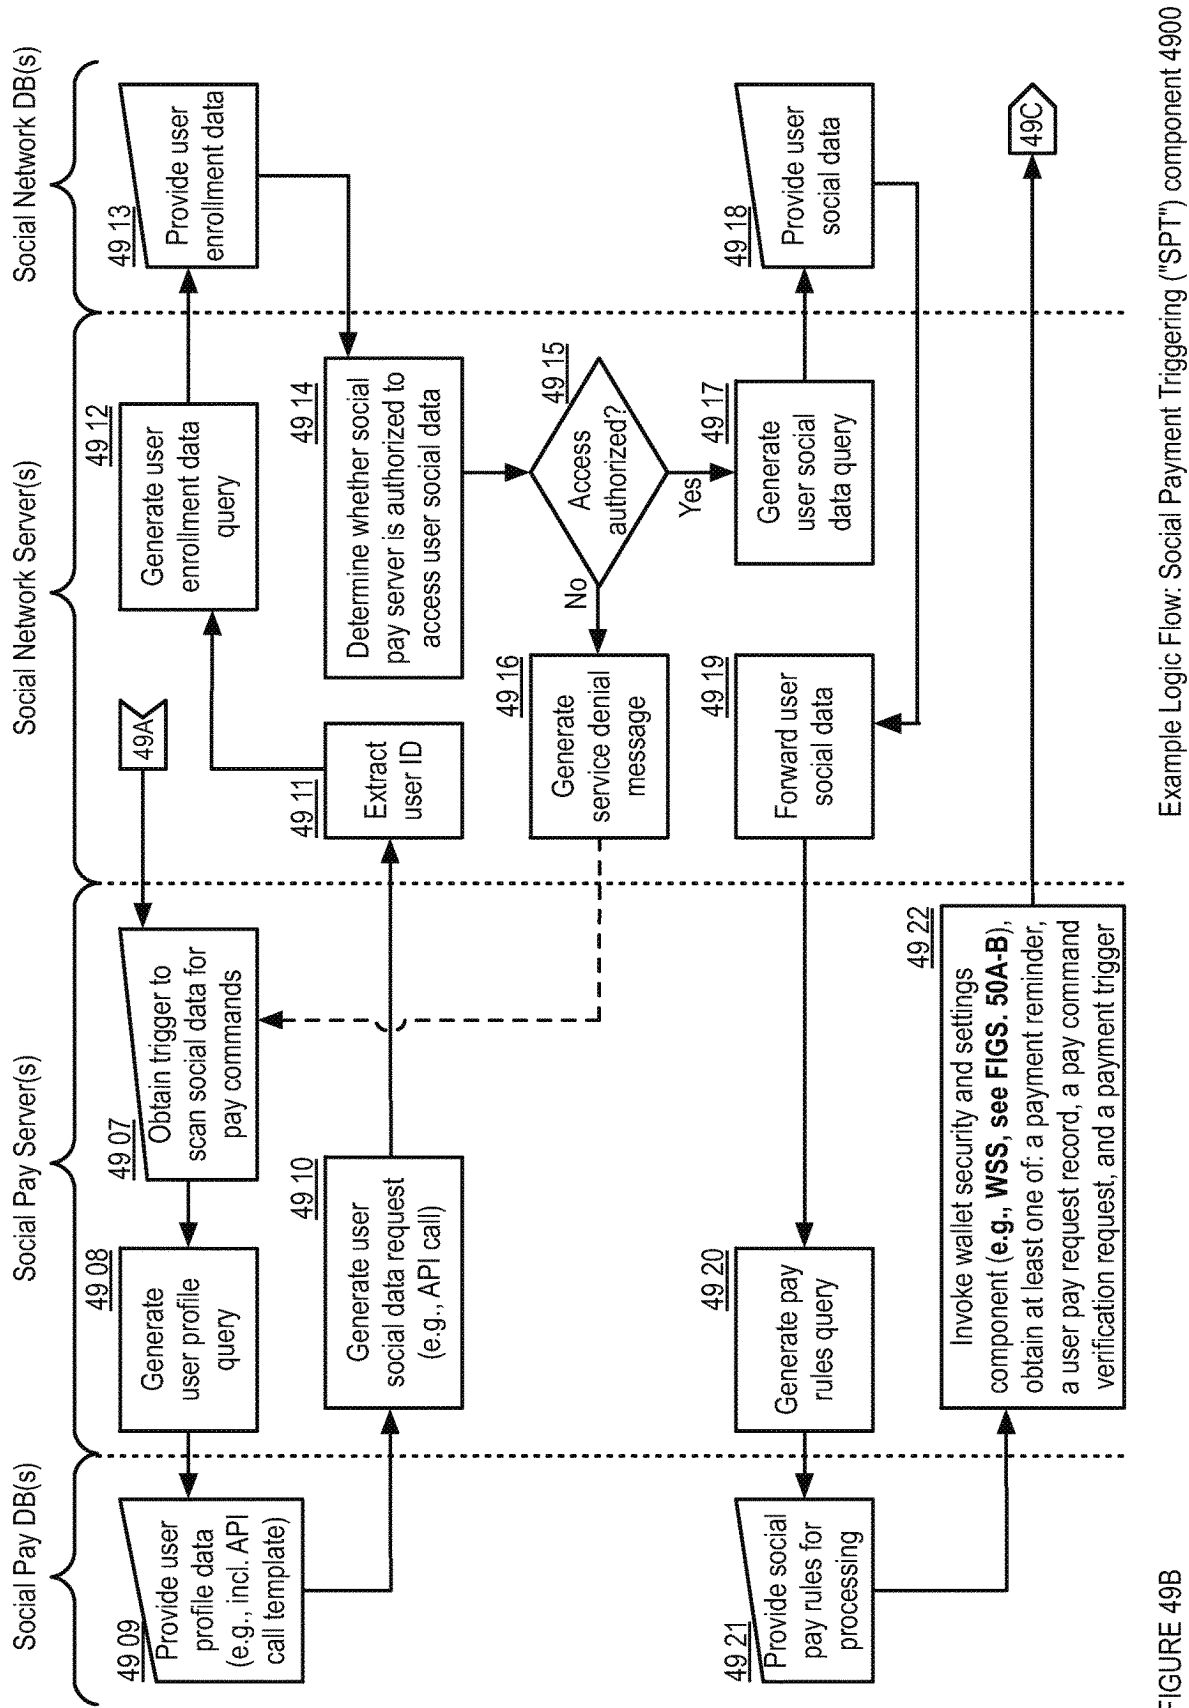 Social Pay DB(s)
Social Pay Server(s)
Social Network Server(s)
Social Network DB(s)
49A
49 07
Obtain trigger to
scan social data for
pay commands
49 08
Generate
user profile
query
49 09
Provide user
profile data
(e.g., incl. API
call template)
49 10
Generate user
social data request
(e.g., API call)
49 11
Extract
user ID
49 12
Generate user
enrollment data
query
49 13
Provide user
enrollment data
49 14
Determine whether social
pay server is authorized to
access user social data
49 15
Access
authorized?
No
Yes
49 16
Generate
service denial
message
49 17
Generate
user social
data query
49 18
Provide user
social data
49 19
Forward user
social data
49 20
Generate pay
rules query
49 21
Provide social
pay rules for
processing
49 22
Invoke wallet security and settings
component (e.g., WSS, see FIGS. 50A-B),
obtain at least one of: a payment reminder,
a user pay request record, a pay command
verification request, and a payment trigger
49C
FIGURE 49B
Example Logic Flow: Social Payment Triggering ("SPT") component 4900